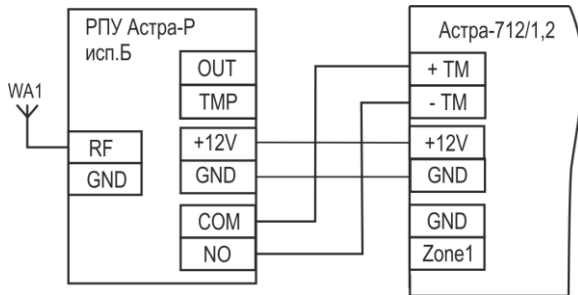 РПУ Астра-Р
исп.Б
WA1
RF
GND
OUT
TMP
+12V
GND
COM
NO
Астра-712/1,2
+ TM
- TM
+12V
GND
GND
Zone1